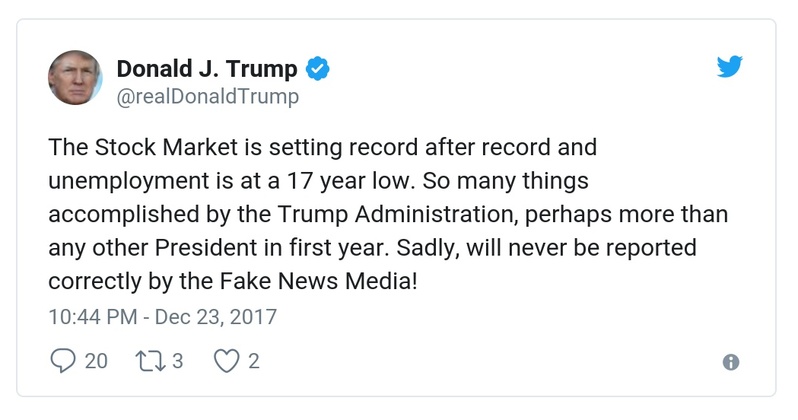 Donald J. Trump
@realDonaldTrump
The Stock Market is setting record after record and
unemployment is at a 17 year low. So many things
accomplished by the Trump Administration, perhaps more than
any other President in first year. Sadly, will never be reported
correctly by the Fake News Media!
10:44 PM - Dec 23, 2017
20 3 2